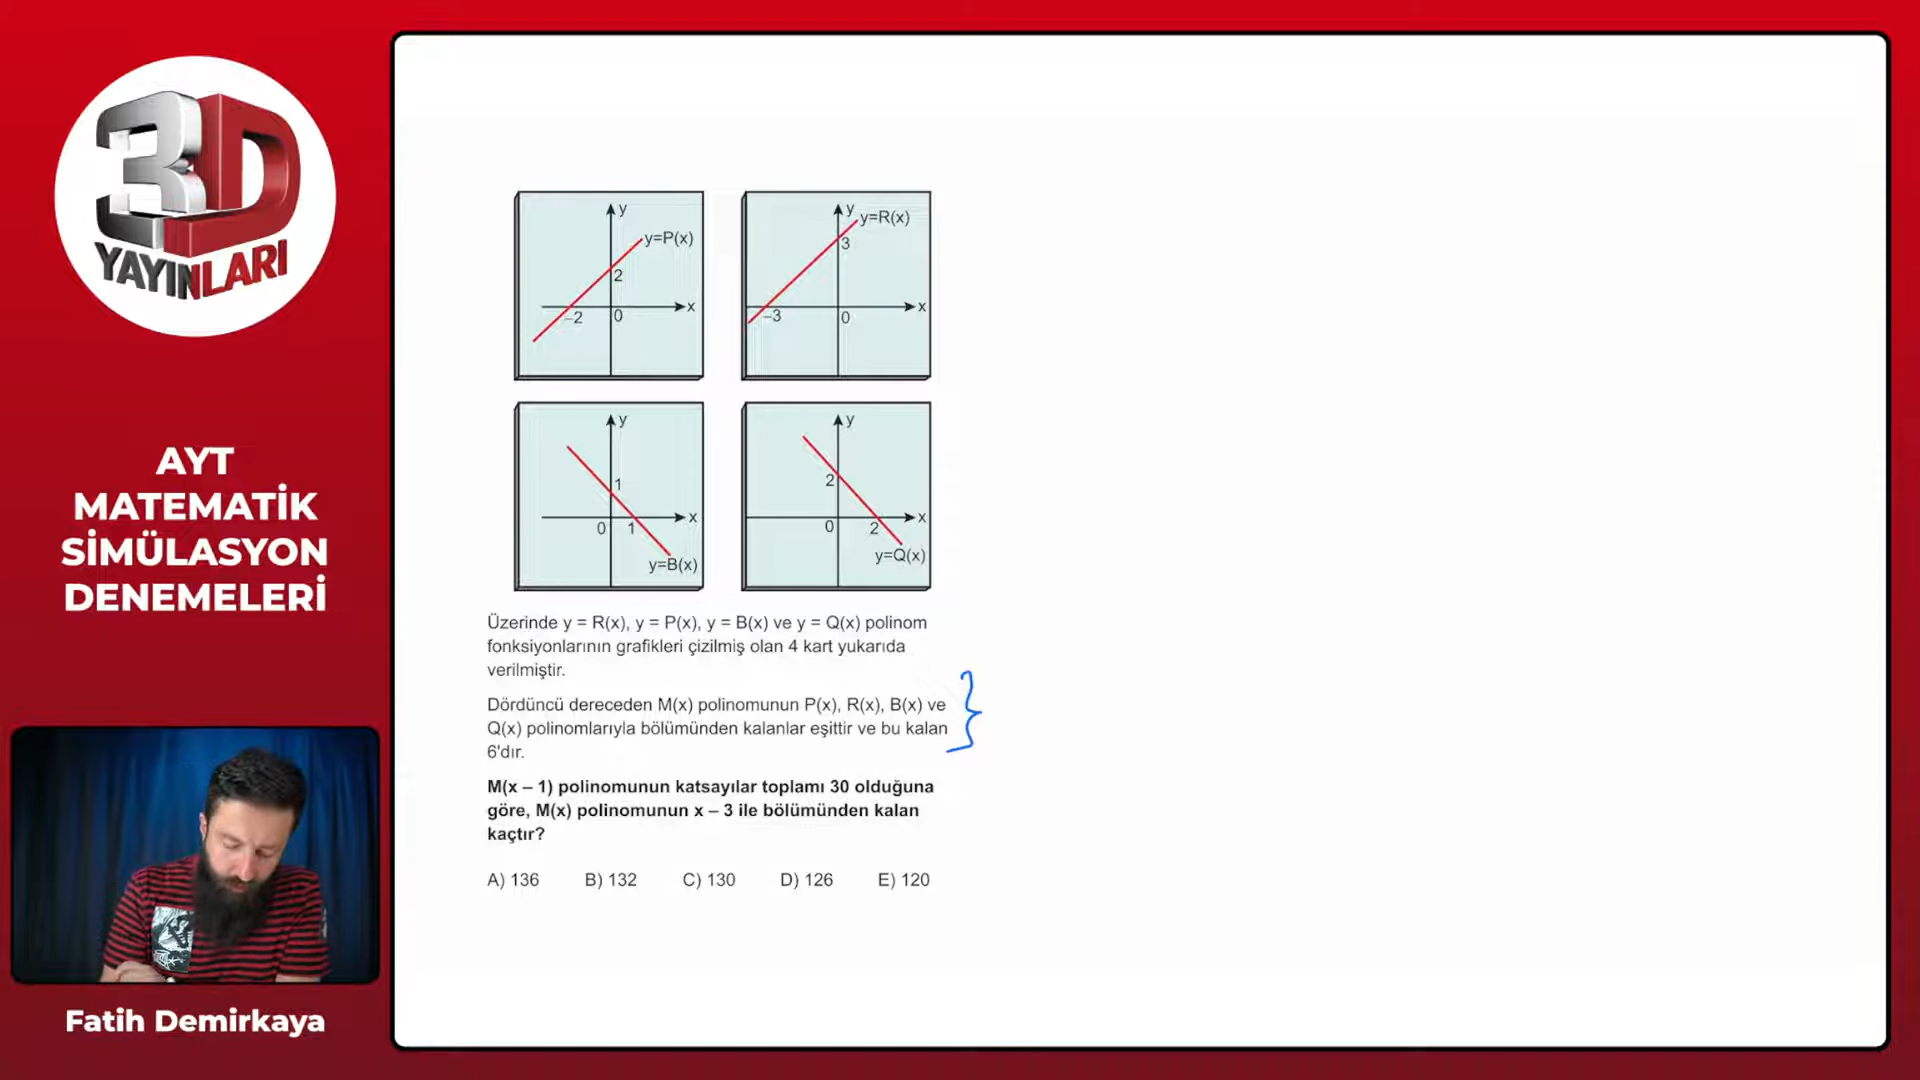 3D
YAYINLARI
AYT
MATEMATİK
SİMÜLASYON
DENEMELERİ
Fatih Demirkaya
y
y=P(x)
2
x
–2
0
y
y=R(x)
3
x
–3
0
y
1
x
0
1
y=B(x)
y
2
x
0
2
y=Q(x)
Üzerinde y = R(x), y = P(x), y = B(x) ve y = Q(x) polinom
fonksiyonlarının grafikleri çizilmiş olan 4 kart yukarıda
verilmiştir.
Dördüncü dereceden M(x) polinomunun P(x), R(x), B(x) ve
Q(x) polinomlarıyla bölümünden kalanlar eşittir ve bu kalan
6'dır.
M(x – 1) polinomunun katsayılar toplamı 30 olduğuna
göre, M(x) polinomunun x – 3 ile bölümünden kalan
kaçtır?
A) 136 B) 132 C) 130 D) 126 E) 120